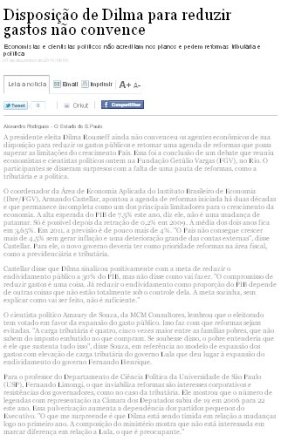 Disposição de Dilma para reduzir
gastos não convence
Economistas e cientistas políticos não acreditam nos planos e pedem reformas tributária e
política
Leia a notícia
Email
Imprimir
A+ A-
Tweet
0
Orkut
Compartilhar
Alexandre Rodrigues - O Estado de S.Paulo
A presidente eleita Dilma Rousseff ainda não convenceu os agentes econômicos de sua
disposição para reduzir os gastos públicos e retomar uma agenda de reformas que possa
superar as limitações do crescimento País. Essa foi a conclusão de um debate que reuniu
economistas e cientistas políticos ontem na Fundação Getúlio Vargas (FGV), no Rio. O
participantes se disseram surpresos com a falta de uma pauta de reformas, como a
tributária e a política.
O coordenador da Área de Economia Aplicada do Instituto Brasileiro de Economia
(Ibre/FGV), Armando Castellar, apontou a agenda de reformas iniciada há duas décadas
e que permanece incompleta como um dos principais limitadores para o crescimento da
economia. A alta esperada do PIB de 7,5% este ano, diz ele, não é uma mudança de
patamar. Só é possível depois da retração de 0,2% em 2009. A média dos dois anos fica
em 3,65%. Em 2011, a previsão é de pouco mais de 4%. "O País não consegue crescer
mais de 4,5% sem gerar inflação e uma deterioração grande das contas externas", disse
Castellar. Para ele, o novo governo deveria ter como prioridade reformas na área fiscal,
como a previdenciária e a tributária.
Castellar disse que Dilma sinalizou positivamente com a meta de reduzir o
endividamento público a 30% do PIB, mas não disse como vai fazer. "O compromisso de
reduzir gastos é uma coisa. Já reduzir o endividamento como proporção do PIB depende
de outras coisas que não estão totalmente sob o controle dela. A meta sozinha, sem
explicar como vai ser feito, não é suficiente."
O cientista político Amaury de Souza, da MCM Consultores, lembrou que o eleitorado
tem votado em favor da expansão do gasto público. Isso faz com que reformas sejam
evitadas. "A carga tributária é quatro, cinco vezes maior entre as famílias pobres, que não
sabem do imposto embutido no que compram. Se soubesse disso, o pobre entenderia que
é ele que sustenta tudo isso", disse Souza, em referência ao modelo de expansão dos
gastos com elevação de carga tributária do governo Lula que deu lugar à expansão do
endividamento do governo Fernando Henrique.
Para o professor do Departamento de Ciência Política da Universidade de São Paulo
(USP), Fernando Limongi, o que inviabiliza reformas são interesses corporativos e
resistências dos governadores, como no caso da tributária. Ele mostrou que o número de
legendas com representação na Câmara dos Deputados subiu de 19 em 2006 para 22
este ano. Essa pulverização aumenta a dependência dos partidos pequenos do
Executivo. "O que me surpreende é que Dilma está sendo tímida em relação a mudanças
logo no primeiro ano. A composição do ministério mostra que não está interessada em
marcar diferença em relação a Lula, o que é preocupante."